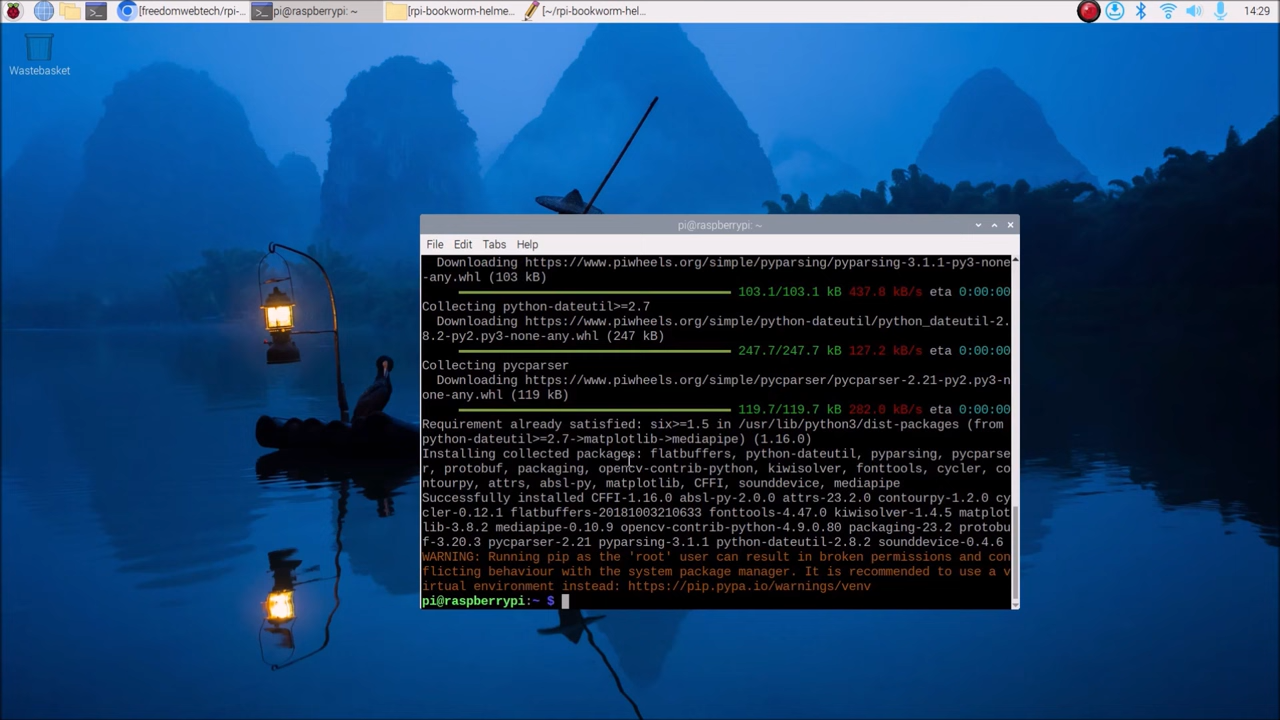 [freedomwebtech/rpi-...
pi@raspberrypi: ~
[rpi-bookworm-helme...
[~/rpi-bookworm-hel...
14:29
Wastebasket
pi@raspberrypi: ~
File Edit Tabs Help
Downloading https://www.piwheels.org/simple/pyparsing/pyparsing-3.1.1-py3-none
-any.whl (103 kB)
103.1/103.1 kB 437.8 kB/s eta 0:00:00
Collecting python-dateutil>=2.7
Downloading https://www.piwheels.org/simple/python-dateutil/python_dateutil-2.
8.2-py2.py3-none-any.whl (247 kB)
247.7/247.7 kB 127.2 kB/s eta 0:00:00
Collecting pycparser
Downloading https://www.piwheels.org/simple/pycparser/pycparser-2.21-py2.py3-n
one-any.whl (119 kB)
119.7/119.7 kB 282.0 kB/s eta 0:00:00
Requirement already satisfied: six>=1.5 in /usr/lib/python3/dist-packages (from
python-dateutil>=2.7->matplotlib->mediapipe) (1.16.0)
Installing collected packages: flatbuffers, python-dateutil, pyparsing, pycparse
r, protobuf, packaging, opencv-contrib-python, kiwisolver, fonttools, cycler, co
ntourpy, attrs, absl-py, matplotlib, CFFI, sounddevice, mediapipe
Successfully installed CFFI-1.16.0 absl-py-2.0.0 attrs-23.2.0 contourpy-1.2.0 cy
cler-0.12.1 flatbuffers-20181003210633 fonttools-4.47.0 kiwisolver-1.4.5 matplot
lib-3.8.2 mediapipe-0.10.9 opencv-contrib-python-4.9.0.80 packaging-23.2 protobu
f-3.20.3 pycparser-2.21 pyparsing-3.1.1 python-dateutil-2.8.2 sounddevice-0.4.6
WARNING: Running pip as the 'root' user can result in broken permissions and con
flicting behaviour with the system package manager. It is recommended to use a v
irtual environment instead: https://pip.pypa.io/warnings/venv
pi@raspberrypi:~ $